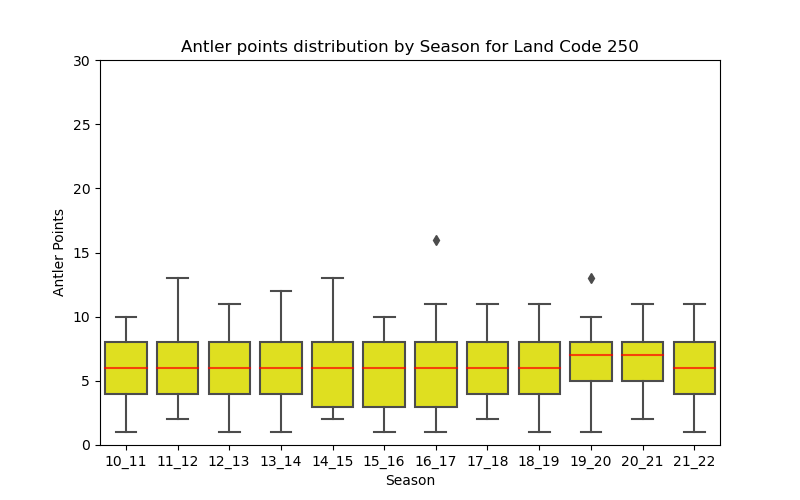 Antler points distribution by Season for Land Code 250
30
25
20
15
10
5
0
Antler Points
10_11 11_12 12_13 13_14 14_15 15_16 16_17 17_18 18_19 19_20 20_21 21_22
Season